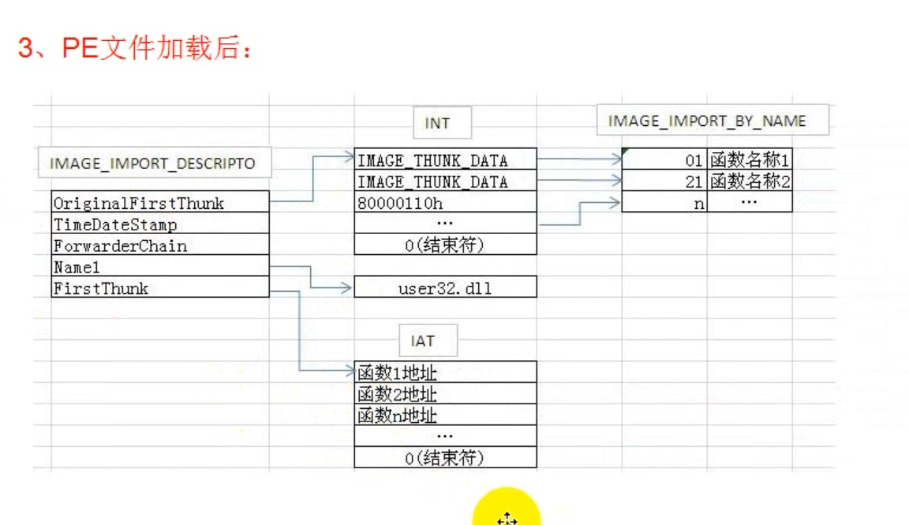 3、PE文件加载后：
INT
IMAGE_IMPORT_BY_NAME
IMAGE_IMPORT_DESCRIPTO
IMAGE_THUNK_DATA
01 函数名称1
IMAGE_THUNK_DATA
21 函数名称2
OriginalFirstThunk
80000110h
n ...
TimeDateStamp
...
ForwarderChain
0(结束符)
Name1
FirstThunk
user32.dll
IAT
函数1地址
函数2地址
函数n地址
...
0(结束符)